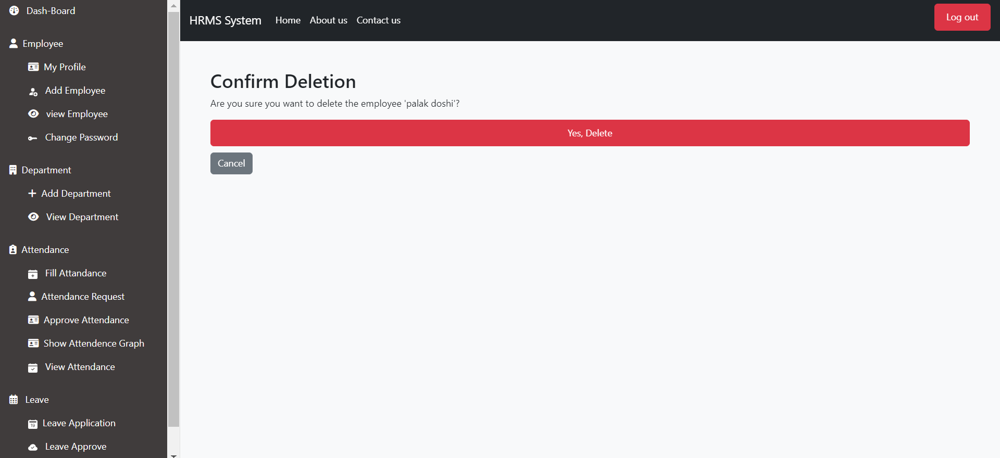 Dash-Board
Employee
My Profile
Add Employee
view Employee
Change Password
Department
Add Department
View Department
Attendance
Fill Attandance
Attendance Request
Approve Attendance
Show Attendence Graph
View Attendance
Leave
19
Leave Application
Leave Approve
HRMS System Home About us Contact us
Log out
Confirm Deletion
Are you sure you want to delete the employee 'palak doshi'?
Yes, Delete
Cancel